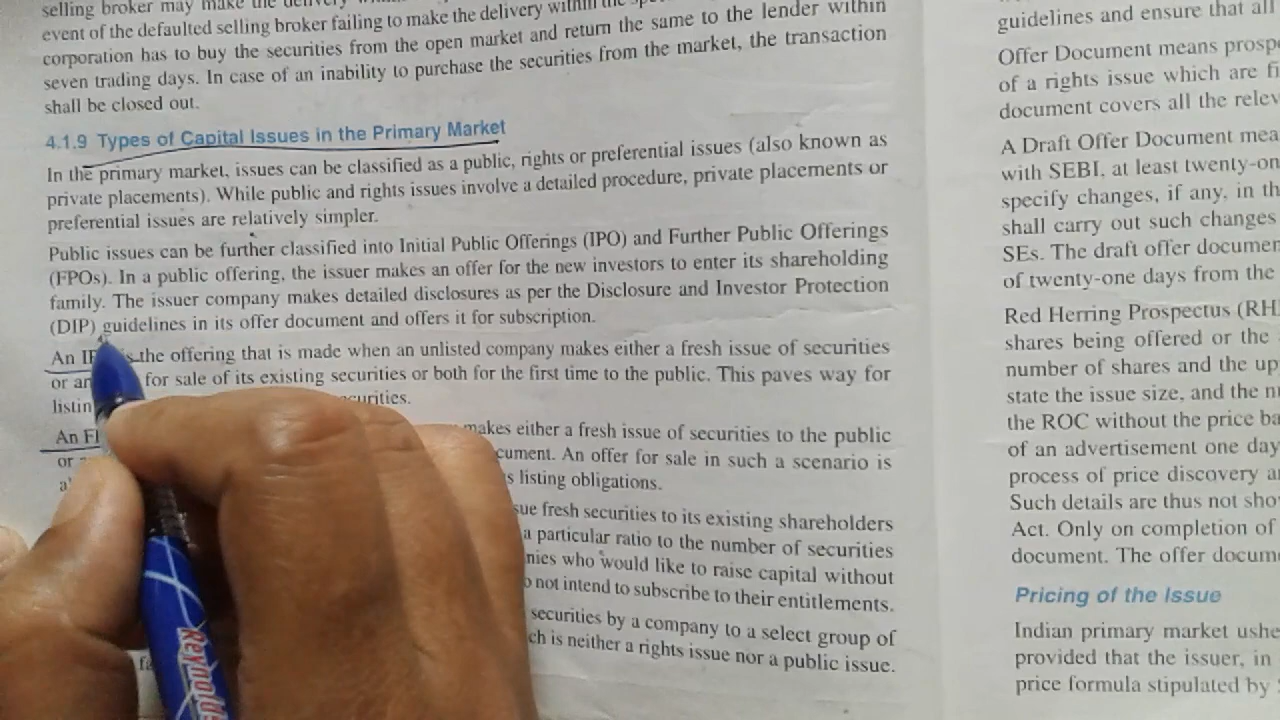 selling broker may make the delivery
event of the defaulted selling broker failing to make the delivery within the
corporation has to buy the securities from the open market and return the same to the lender within
seven trading days. In case of an inability to purchase the securities from the market, the transaction
shall be closed out.
4.1.9 Types of Capital Issues in the Primary Market
In the primary market, issues can be classified as a public, rights or preferential issues (also known as
private placements). While public and rights issues involve a detailed procedure, private placements or
preferential issues are relatively simpler.
Public issues can be further classified into Initial Public Offerings (IPO) and Further Public Offerings
(FPOs). In a public offering, the issuer makes an offer for the new investors to enter its shareholding
family. The issuer company makes detailed disclosures as per the Disclosure and Investor Protection
(DIP) guidelines in its offer document and offers it for subscription.
An the offering that is made when an unlisted company makes either a fresh issue of securities
or for sale of its existing securities or both for the first time to the public. This paves way for
An
makes either a fresh issue of securities to the public
or An offer for sale in such a scenario is
listing obligations.
fresh securities to its existing shareholders
a particular ratio to the number of securities
who would like to raise capital without
not intend to subscribe to their entitlements.
securities by a company to a select group of
is neither a rights issue nor a public issue.
Reynolds
guidelines and ensure that all
Offer Document means
of a rights issue which are
document covers all the
A Draft Offer Document
with SEBI, at least
specify changes, if any, in
shall carry out such changes
SEs. The draft offer
of twenty-one days from the
Red Herring Prospectus
shares being offered or the
number of shares and the
state the issue size, and the
the ROC without the price
of an advertisement one day
process of price discovery
Such details are thus not
Act. Only on completion of
document. The offer
Pricing of the Issue
Indian primary market
provided that the issuer, in
price formula stipulated by